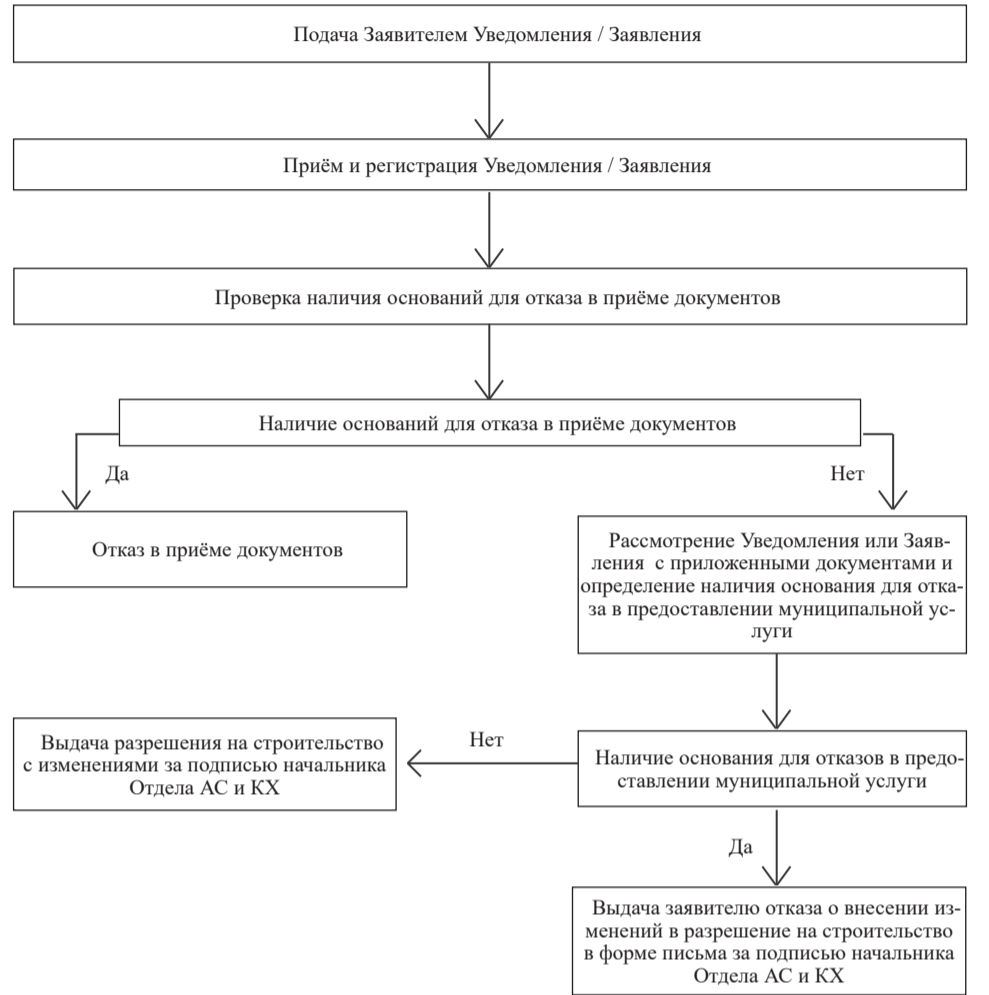 Подача Заявителем Уведомления / Заявления
Приём и регистрация Уведомления / Заявления
Проверка наличия оснований для отказа в приёме документов
Наличие оснований для отказа в приёме документов
Да
Нет
Отказ в приёме документов
Рассмотрение Уведомления или Заяв-
ления с приложенными документами и
определение наличия основания для отка-
за в предоставлении муниципальной ус-
луги
Нет
Выдача разрешения на строительство
с изменениями за подписью начальника
Отдела АС и КХ
Наличие основания для отказов в предо-
ставлении муниципальной услуги
Да
Выдача заявителю отказа о внесении из-
менений в разрешение на строительство
в форме письма за подписью начальника
Отдела АС и КХ